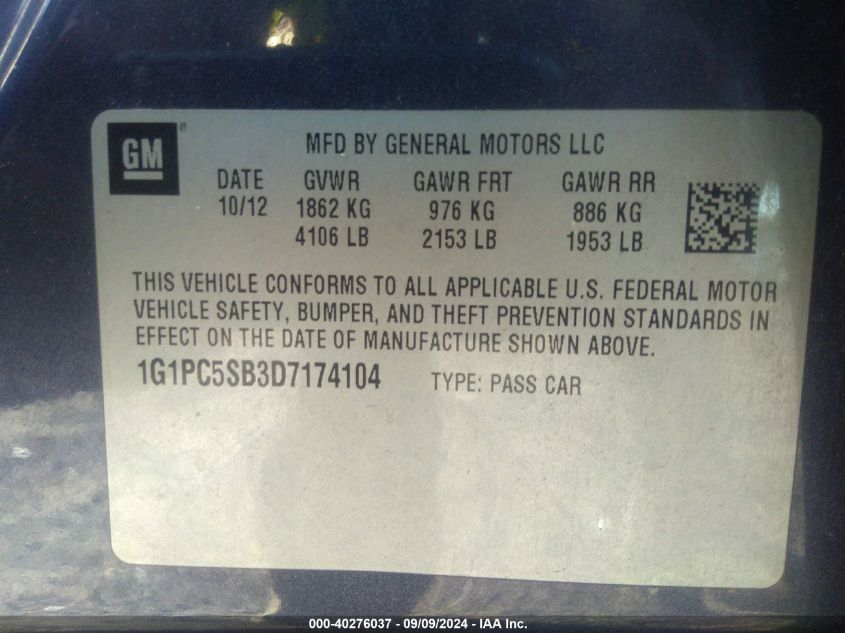 GM®
MFD BY GENERAL MOTORS LLC
DATE GVWR GAWR FRT GAWR RR
10/12 1862 KG 976 KG 886 KG
4106 LB 2153 LB 1953 LB
THIS VEHICLE CONFORMS TO ALL APPLICABLE U.S. FEDERAL MOTOR
VEHICLE SAFETY, BUMPER, AND THEFT PREVENTION STANDARDS IN
EFFECT ON THE DATE OF MANUFACTURE SHOWN ABOVE.
1G1PC5SB3D7174104 TYPE: PASS CAR
000-40276037 - 09/09/2024 - IAA Inc.